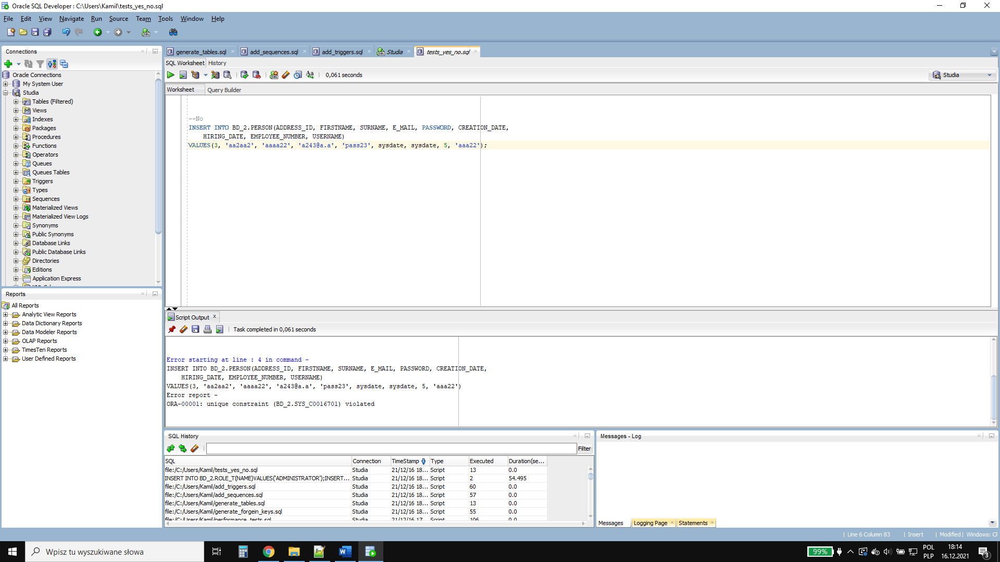 Oracle SQL Developer : C:\Users\Kamil\tests_yes_no.sql
File Edit View Navigate Run Source Team Tools Window Help
Connections
Oracle Connections
My System User
Studia
Tables (Filtered)
Views
Indexes
Packages
Procedures
Functions
Operators
Queues
Queues Tables
Triggers
Types
Sequences
Materialized Views
Materialized View Logs
Synonyms
Public Synonyms
Database Links
Public Database Links
Directories
Editions
Application Express
Reports
All Reports
Analytic View Reports
Data Dictionary Reports
Data Modeler Reports
OLAP Reports
TimesTen Reports
User Defined Reports
generate_tables.sql add_sequences.sql add_triggers.sql Studia tests_yes_no.sql
SQL Worksheet History
0,061 seconds
Studia
Worksheet Query Builder
--No
INSERT INTO BD_2.PERSON(ADDRESS_ID, FIRSTNAME, SURNAME, E_MAIL, PASSWORD, CREATION_DATE,
HIRING_DATE, EMPLOYEE_NUMBER, USERNAME)
VALUES(3, 'aa2aa2', 'aaaa22', 'a243@a.a', 'pass23', sysdate, sysdate, 5, 'aaa22');
Script Output
Task completed in 0,061 seconds
Error starting at line : 4 in command -
INSERT INTO BD_2.PERSON(ADDRESS_ID, FIRSTNAME, SURNAME, E_MAIL, PASSWORD, CREATION_DATE,
HIRING_DATE, EMPLOYEE_NUMBER, USERNAME)
VALUES(3, 'aa2aa2', 'aaaa22', 'a243@a.a', 'pass23', sysdate, sysdate, 5, 'aaa22')
Error report -
ORA-00001: unique constraint (BD_2.SYS_C0016701) violated
SQL History
Filter
SQL Connection TimeStamp Type Executed Duration(se...
file:/C:/Users/Kamil/tests_yes_no.sql Studia 21/12/16 18... Script 13 0.0
INSERT INTO BD_2.ROLE_T(NAME)VALUES('ADMINISTRATOR');INSERT... Studia 21/12/16 18... Script 2 54.495
file:/C:/Users/Kamil/add_triggers.sql Studia 21/12/16 18... Script 60 0.0
file:/C:/Users/Kamil/add_sequences.sql Studia 21/12/16 18... Script 57 0.0
file:/C:/Users/Kamil/generate_tables.sql Studia 21/12/16 18... Script 13 0.0
file:/C:/Users/Kamil/generate_forgein_keys.sql Studia 21/12/16 18... Script 55 0.0
file:/C:/Users/Kamil/performance_tests.sql Studia 21/12/16 17... Script 106 0.0
Messages - Log
Messages Logging Page Statements
Line 6 Column 83 Insert Modified Windows: CF
Wpisz tu wyszukiwane słowa
99%
POL
PLP
18:14
16.12.2021
3